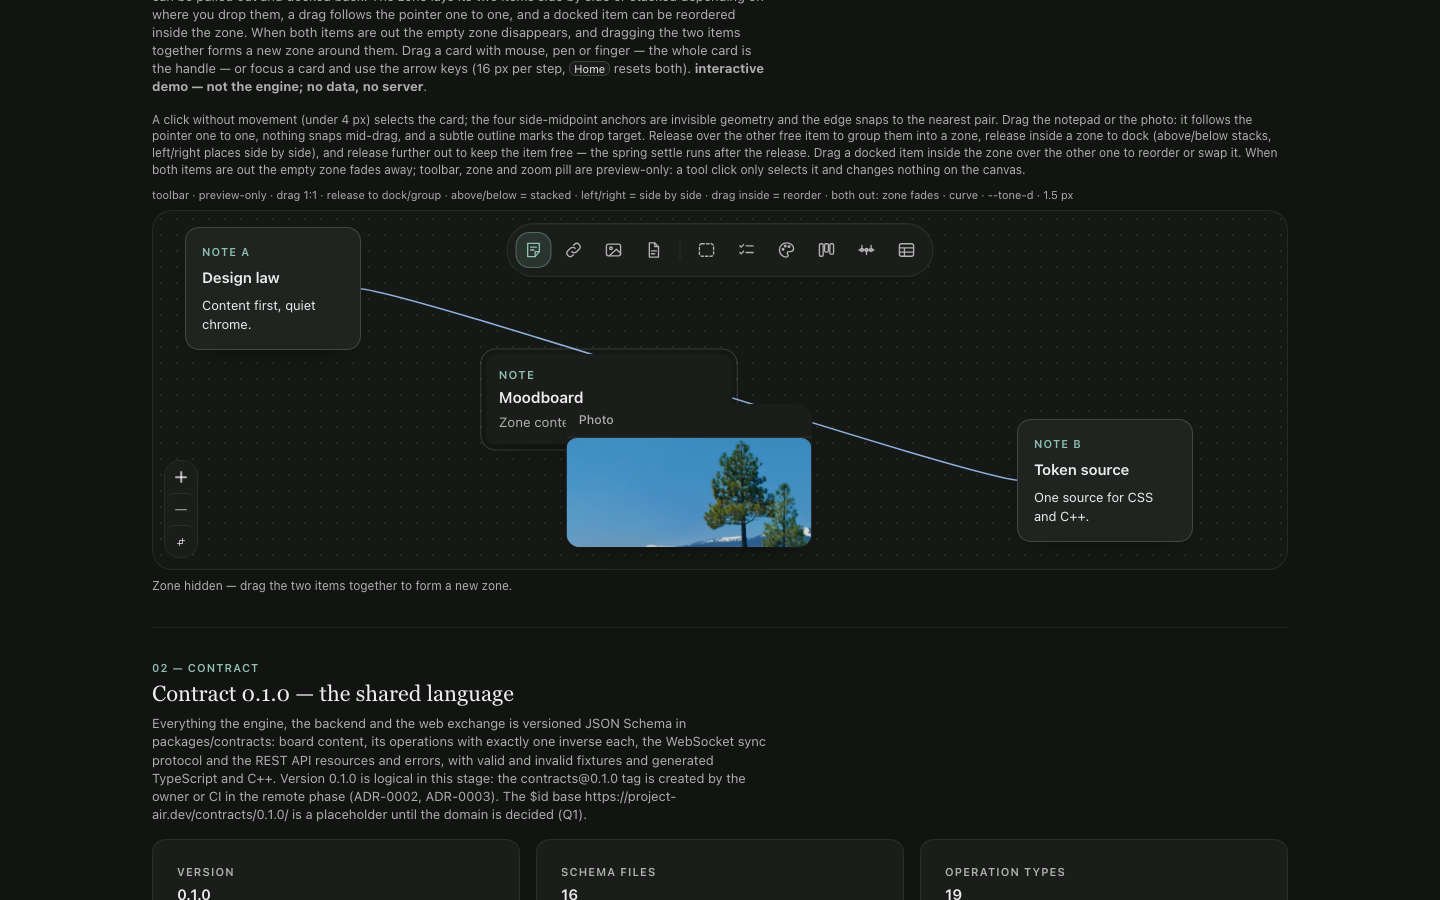 where you drop them, a drag follows the pointer one to one, and a docked item can be reordered
inside the zone. When both items are out the empty zone disappears, and dragging the two items
together forms a new zone around them. Drag a card with mouse, pen or finger — the whole card is
the handle — or focus a card and use the arrow keys (16 px per step, Home resets both). interactive
demo — not the engine; no data, no server.
A click without movement (under 4 px) selects the card; the four side-midpoint anchors are invisible geometry and the edge snaps to the nearest pair. Drag the notepad or the photo: it follows the
pointer one to one, nothing snaps mid-drag, and a subtle outline marks the drop target. Release over the other free item to group them into a zone, release inside a zone to dock (above/below stacks,
left/right places side by side), and release further out to keep the item free — the spring settle runs after the release. Drag a docked item inside the zone over the other one to reorder or swap it. When
both items are out the empty zone fades away; toolbar, zone and zoom pill are preview-only: a tool click only selects it and changes nothing on the canvas.
toolbar · preview-only · drag 1:1 · release to dock/group · above/below = stacked · left/right = side by side · drag inside = reorder · both out: zone fades · curve · --tone-d · 1.5 px
NOTE A
Design law
Content first, quiet
chrome.
NOTE
Moodboard
Zone conte
Photo
NOTE B
Token source
One source for CSS
and C++.
Zone hidden — drag the two items together to form a new zone.
02 — CONTRACT
Contract 0.1.0 — the shared language
Everything the engine, the backend and the web exchange is versioned JSON Schema in
packages/contracts: board content, its operations with exactly one inverse each, the WebSocket sync
protocol and the REST API resources and errors, with valid and invalid fixtures and generated
TypeScript and C++. Version 0.1.0 is logical in this stage: the contracts@0.1.0 tag is created by the
owner or CI in the remote phase (ADR-0002, ADR-0003). The $id base https://project-
air.dev/contracts/0.1.0/ is a placeholder until the domain is decided (Q1).
VERSION
0.1.0
SCHEMA FILES
16
OPERATION TYPES
19